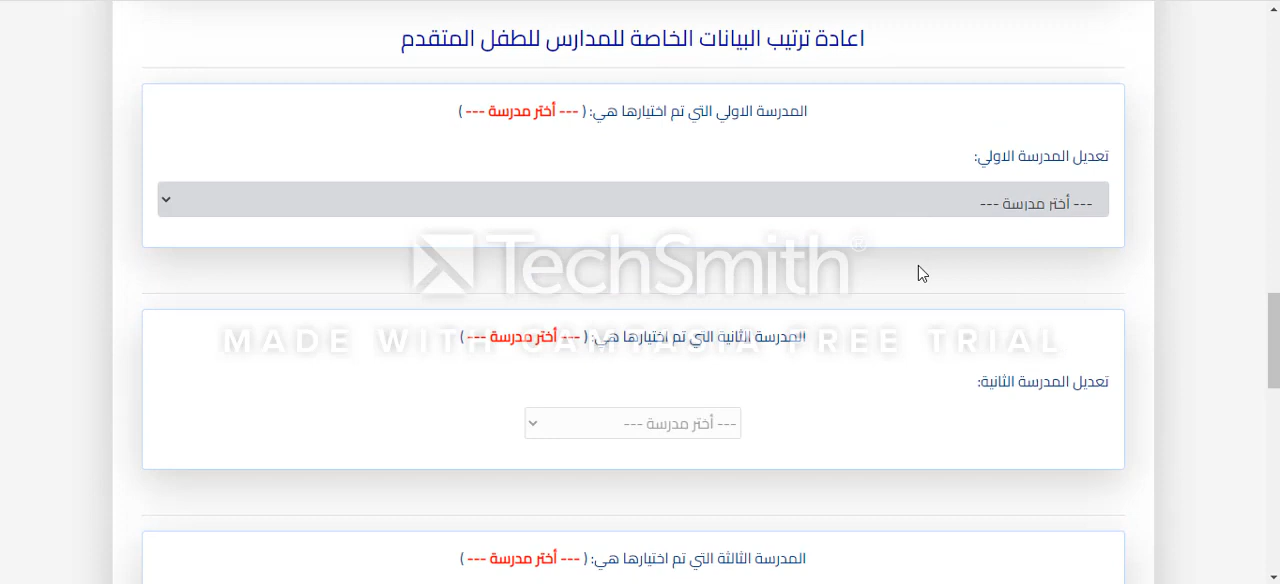 اعادة ترتيب البيانات الخاصة للمدارس للطفل المتقدم
المدرسة الاولي التي تم اختيارها هي: ( --- أختر مدرسة --- )
تعديل المدرسة الاولي:
--- أختر مدرسة ---
TechSmith®
MADE WITH CAMTASIA FREE TRIAL
المدرسة الثانية التي تم اختيارها هي: ( --- أختر مدرسة --- )
تعديل المدرسة الثانية:
--- أختر مدرسة ---
المدرسة الثالثة التي تم اختيارها هي: ( --- أختر مدرسة --- )